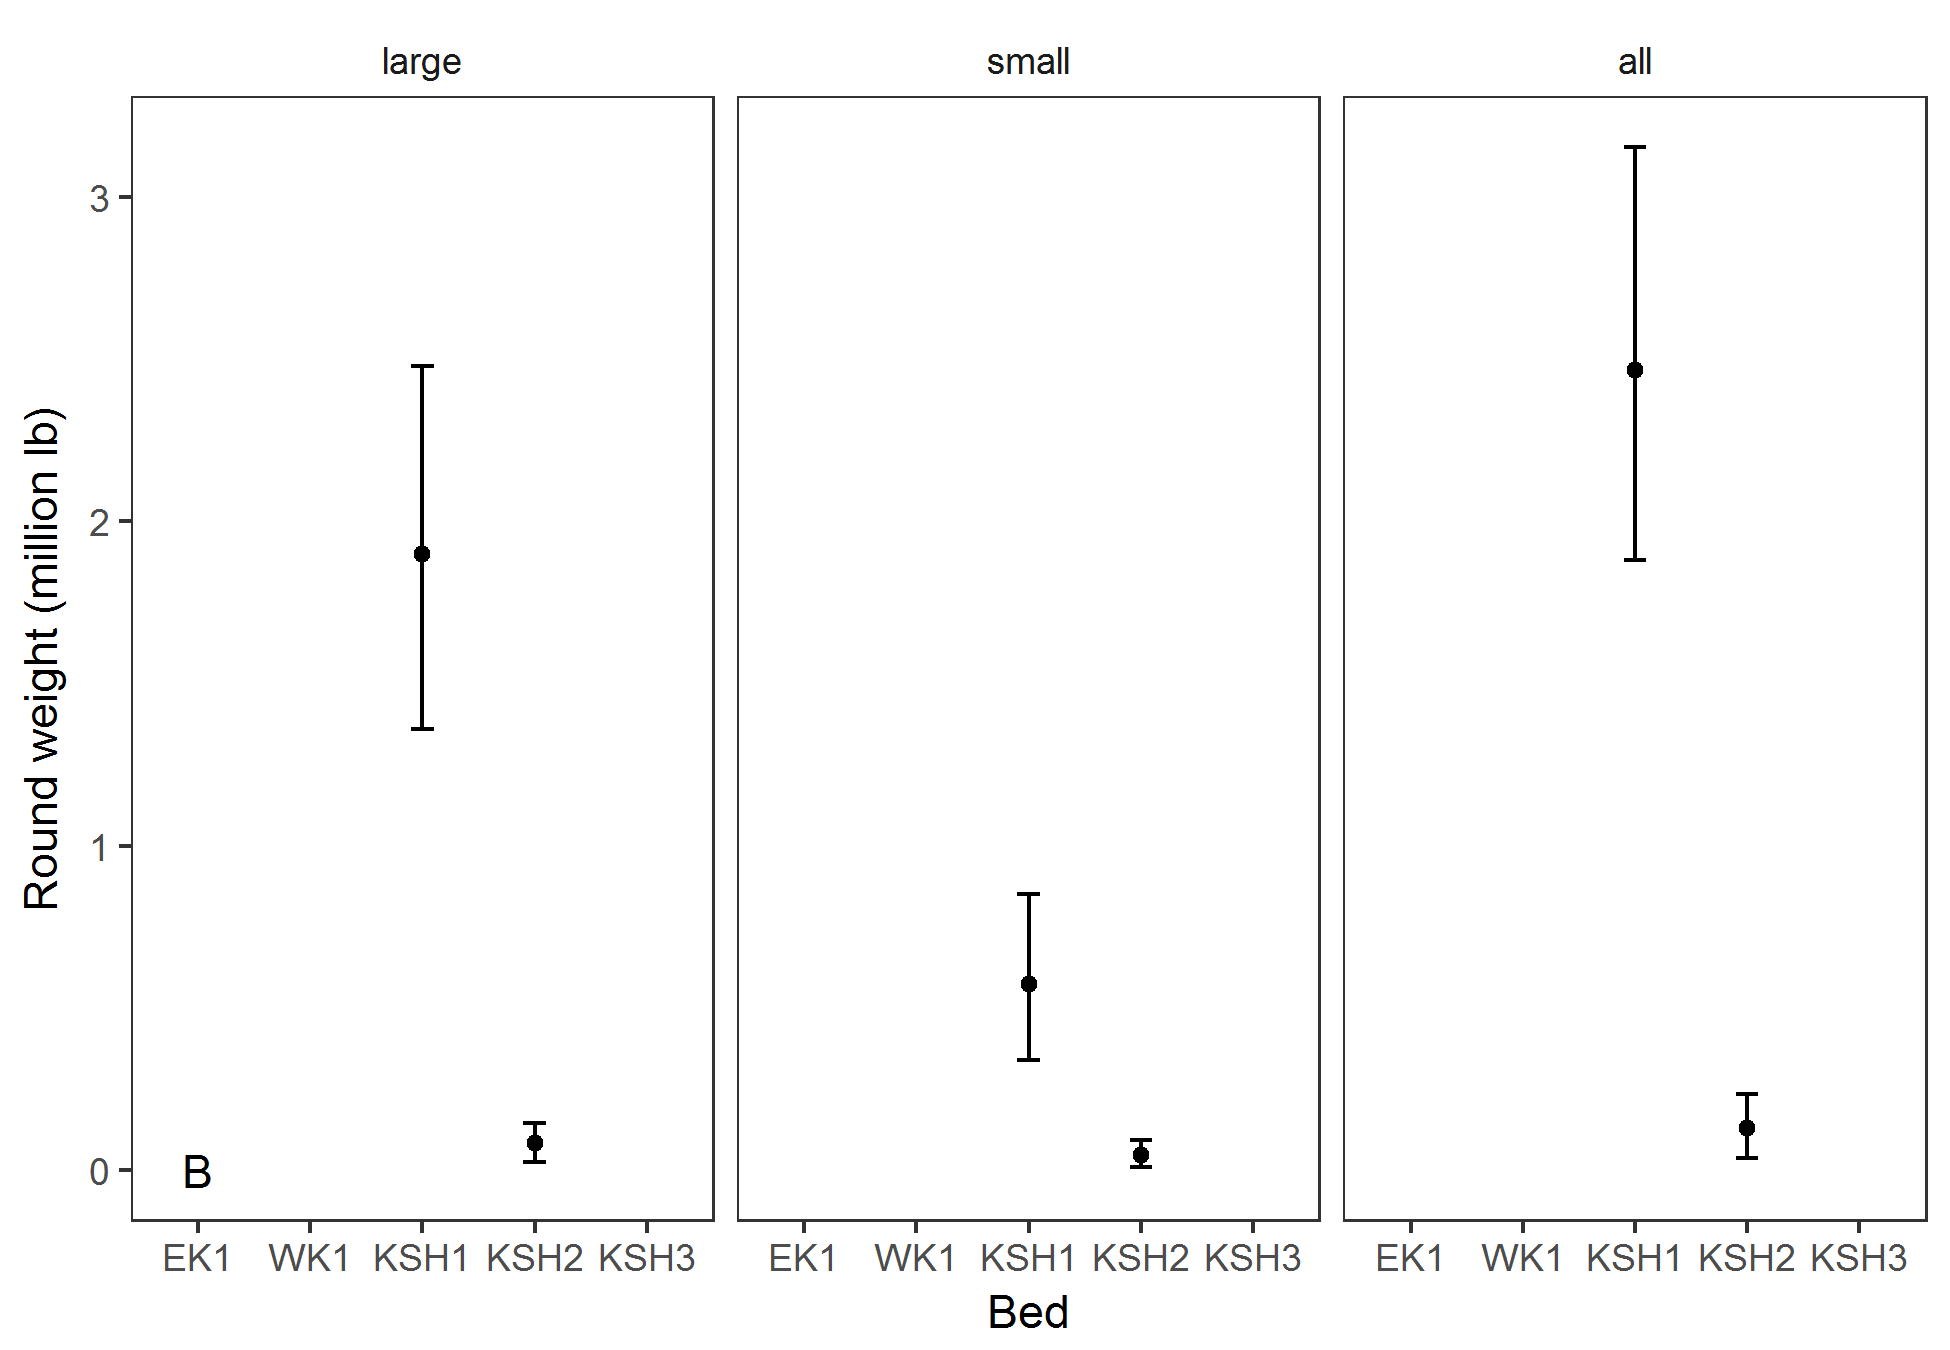 large small all
Round weight (million lb)
3
2
1
0
B
EK1 WK1 KSH1 KSH2 KSH3 EK1 WK1 KSH1 KSH2 KSH3 EK1 WK1 KSH1 KSH2 KSH3
Bed